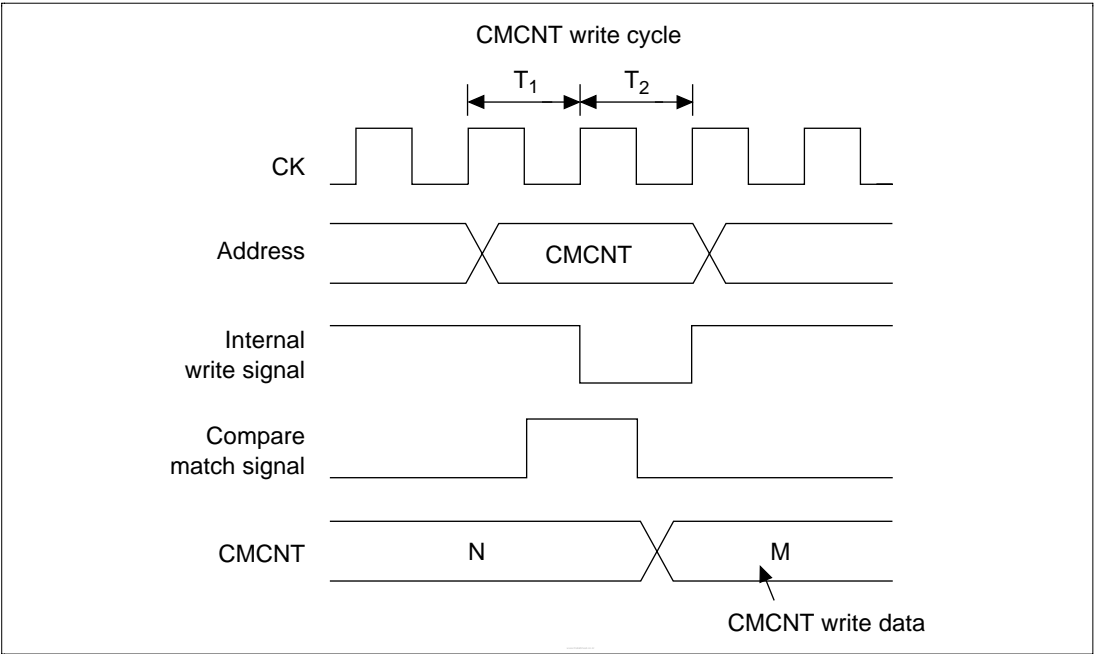 CMCNT write cycle
T1 T2
CK
Address
CMCNT
Internal
write signal
Compare
match signal
CMCNT
N
M
CMCNT write data